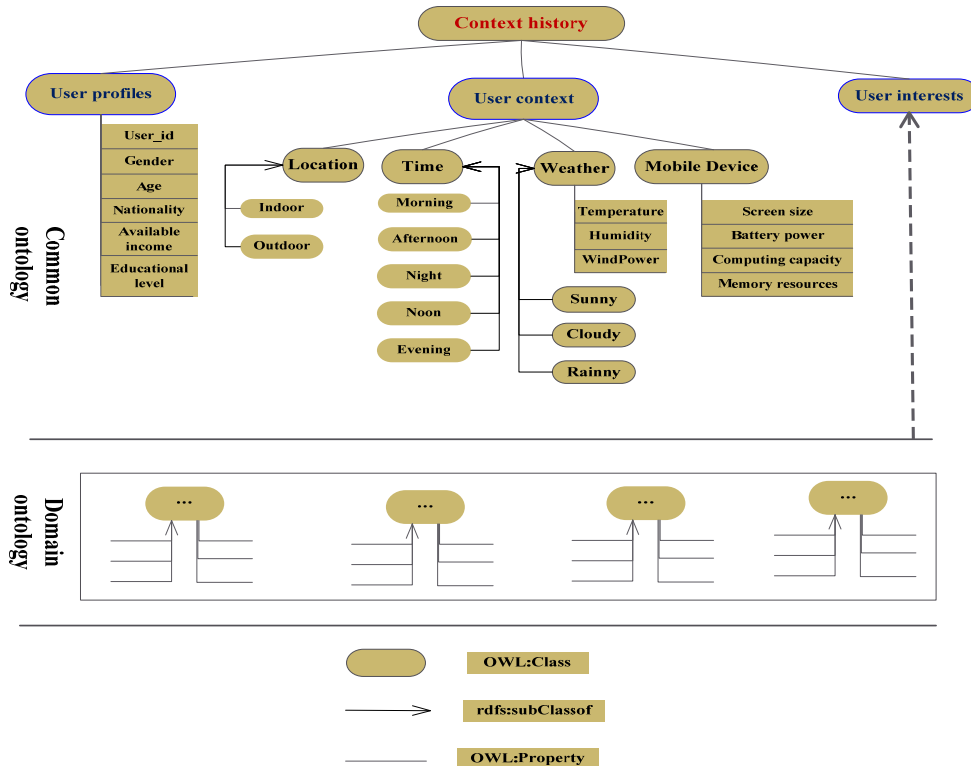 Context history
User profiles
User context
User interests
User_id
Gender
Age
Nationality
Available
income
Educational
level
Location
Indoor
Outdoor
Time
Morning
Afternoon
Night
Noon
Evening
Weather
Temperature
Humidity
WindPower
Sunny
Cloudy
Rainny
Mobile Device
Screen size
Battery power
Computing capacity
Memory resources
Common
ontology
Domain
ontology
...
...
...
...
OWL:Class
rdfs:subClassof
OWL:Property